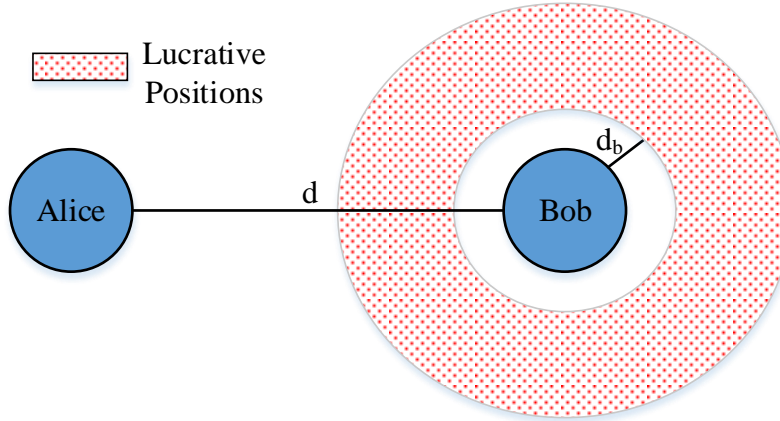 Lucrative
Positions
d
d_b
Alice
Bob